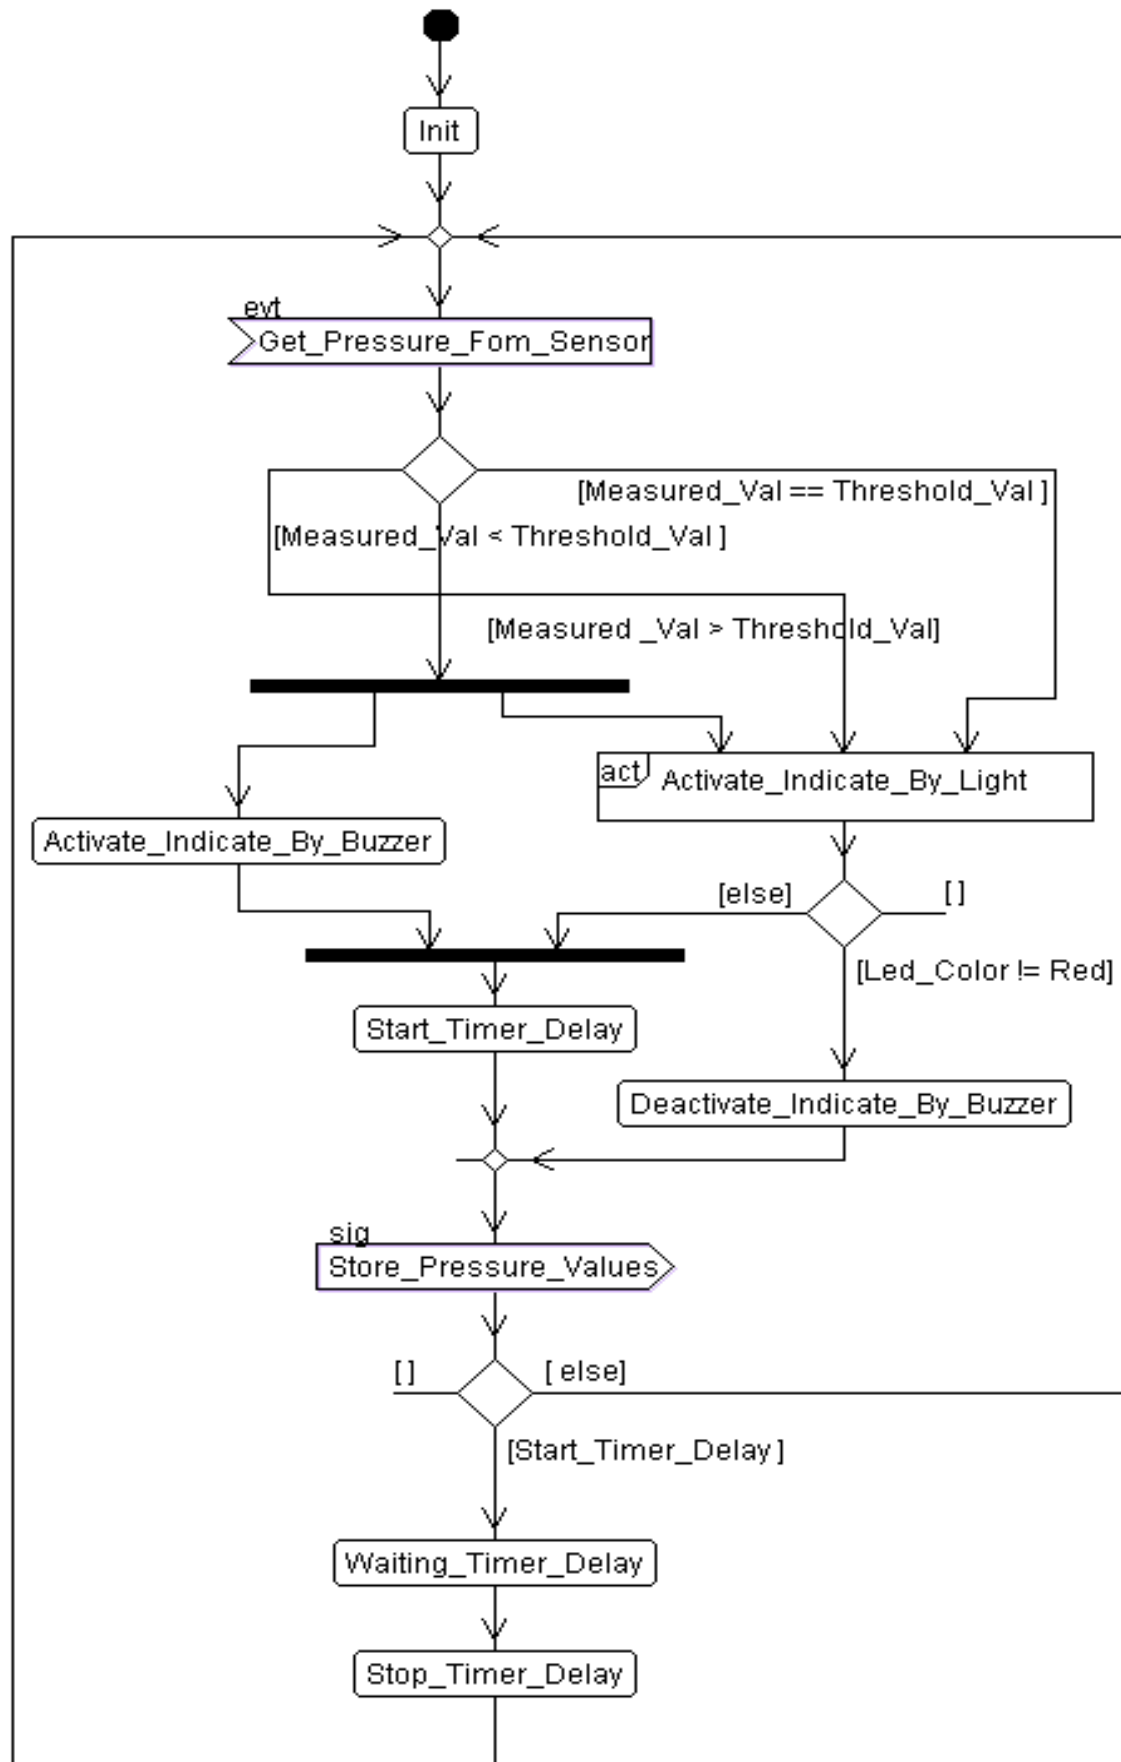 Init
evt
Get_Pressure_Fom_Sensor
[Measured_Val == Threshold_Val ]
[Measured_Val < Threshold_Val ]
[Measured _Val > Threshold_Val]
act
Activate_Indicate_By_Light
Activate_Indicate_By_Buzzer
[else]
[ ]
[Led_Color != Red]
Start_Timer_Delay
Deactivate_Indicate_By_Buzzer
sig
Store_Pressure_Values
[ ]
[ else]
[Start_Timer_Delay ]
Waiting_Timer_Delay
Stop_Timer_Delay